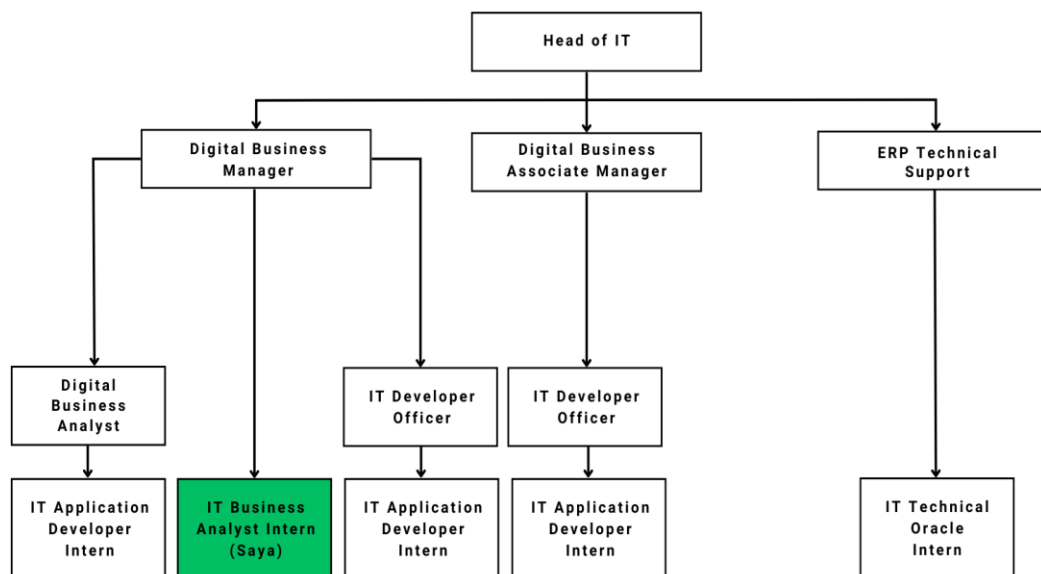 Head of IT
Digital Business
Manager
Digital Business
Associate Manager
ERP Technical
Support
Digital
Business
Analyst
IT Developer
Officer
IT Developer
Officer
IT Application
Developer
Intern
IT Business
Analyst Intern
(Saya)
IT Application
Developer
Intern
IT Application
Developer
Intern
IT Technical
Oracle
Intern